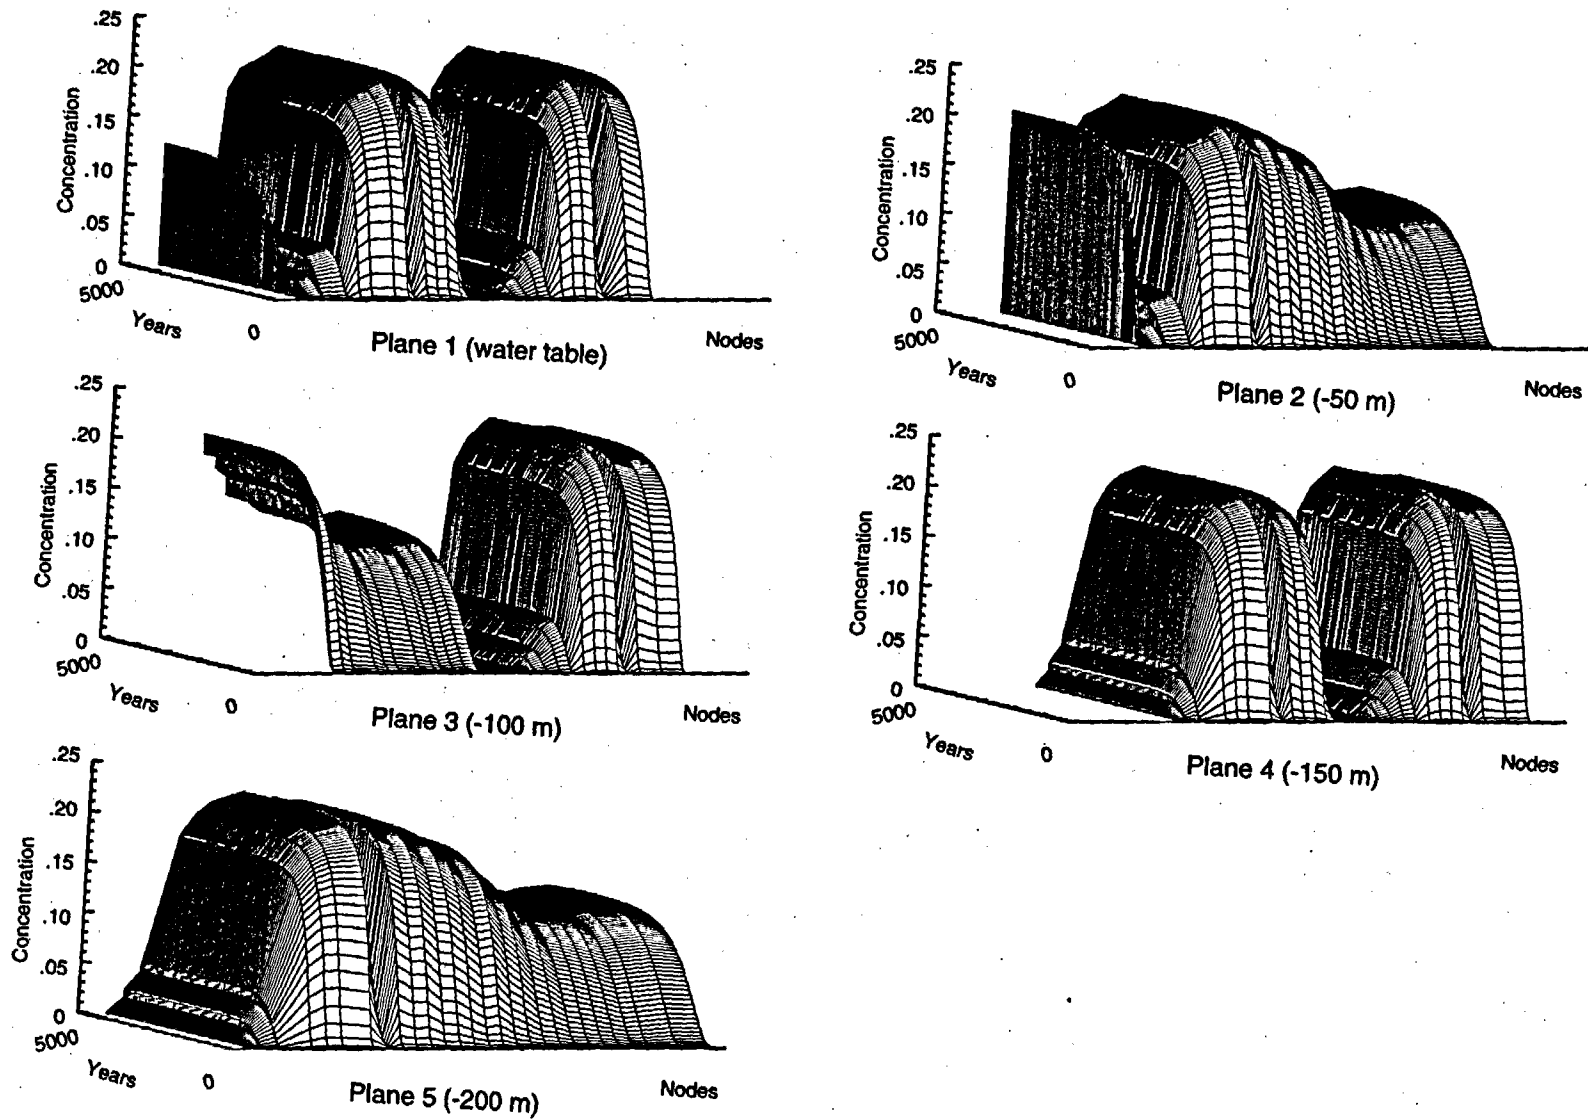 .25
.20
.15
.10
.05
0
Concentration
5000
Years
0
Nodes
Plane 1 (water table)
.25
.20
.15
.10
.05
0
Concentration
5000
Years
0
Nodes
Plane 2 (-50 m)
.25
.20
.15
.10
.05
0
Concentration
5000
Years
0
Nodes
Plane 3 (-100 m)
.25
.20
.15
.10
.05
0
Concentration
5000
Years
0
Nodes
Plane 4 (-150 m)
.25
.20
.15
.10
.05
0
Concentration
5000
Years
0
Nodes
Plane 5 (-200 m)